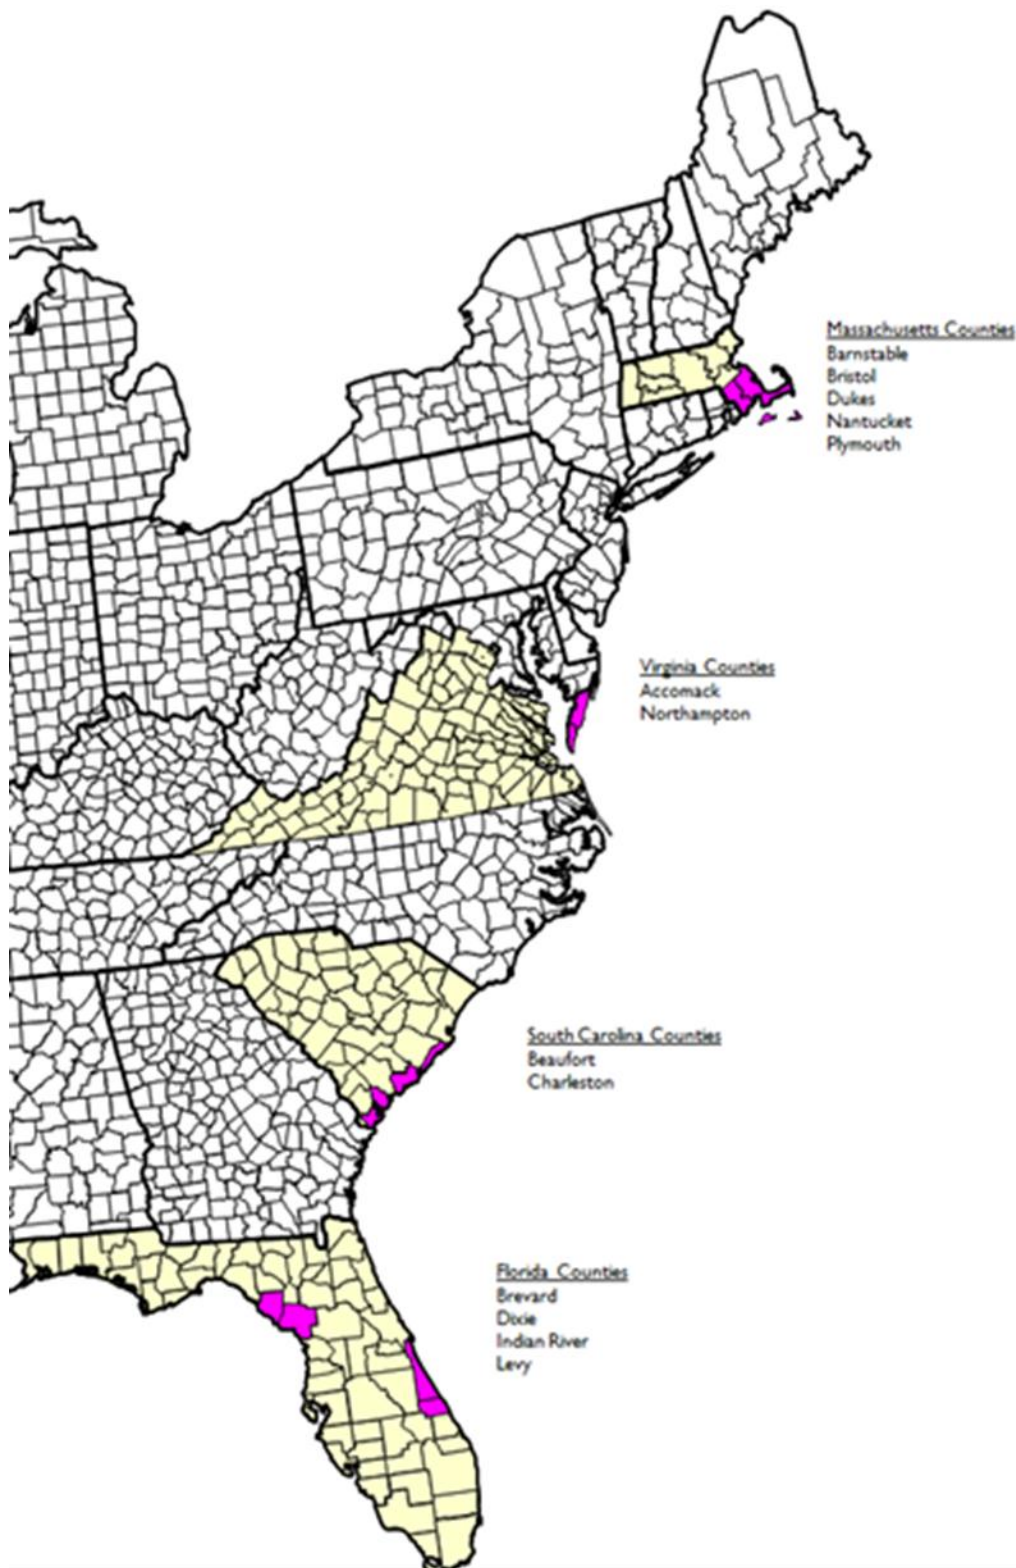 Massachusetts Counties
Barnstable
Bristol
Dukes
Nantucket
Plymouth
Virginia Counties
Accomack
Northampton
South Carolina Counties
Beaufort
Charleston
Florida Counties
Brevard
Dixie
Indian River
Levy